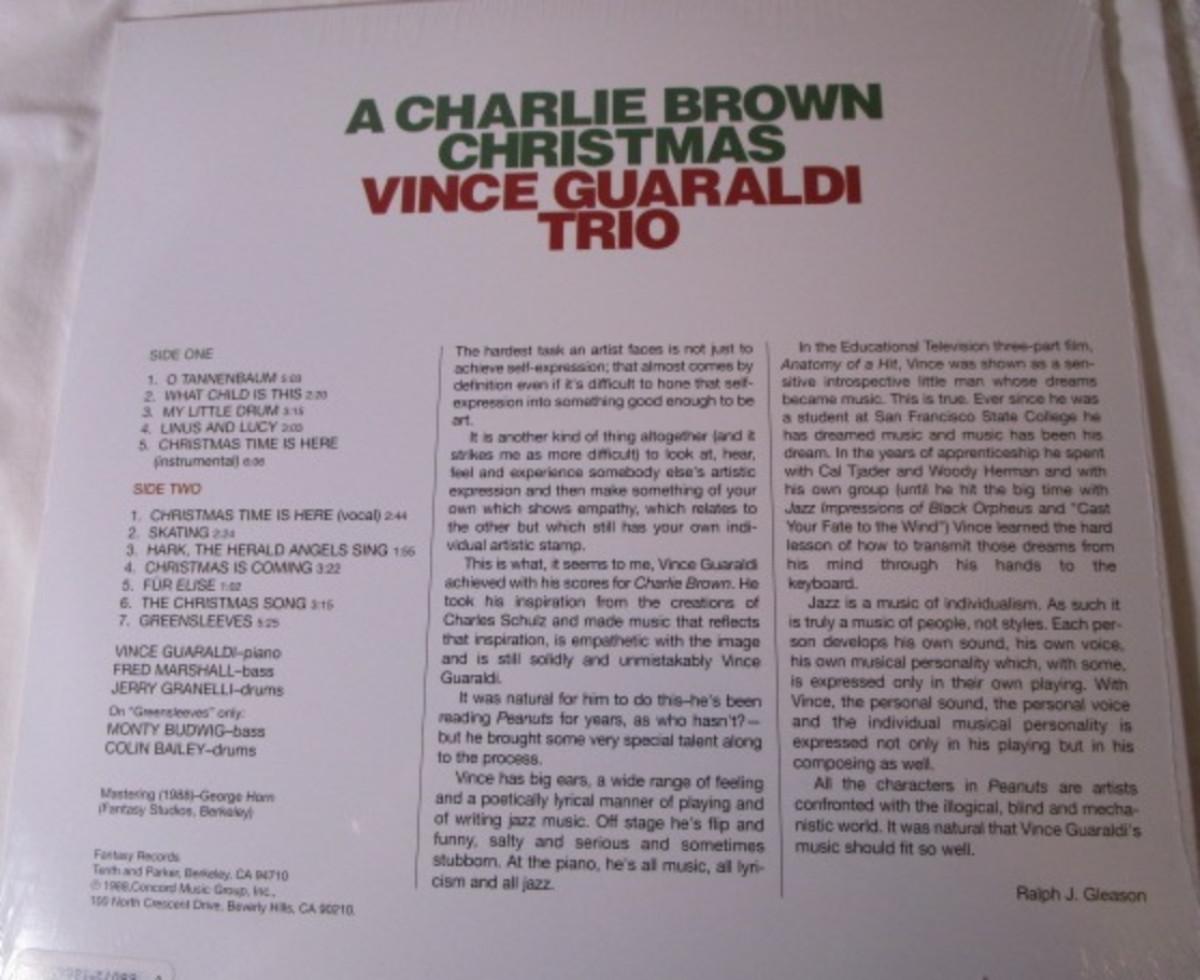 A CHARLIE BROWN
CHRISTMAS
VINCE GUARALDI
TRIO
SIDE ONE
1. O TANNENBAUM 5:03
2. WHAT CHILD IS THIS 2:20
3. MY LITTLE DRUM 3:15
4. LINUS AND LUCY 3:03
5. CHRISTMAS TIME IS HERE
(instrumental) 6:06
SIDE TWO
1. CHRISTMAS TIME IS HERE (vocal) 2:44
2. SKATING 2:24
3. HARK, THE HERALD ANGELS SING 1:55
4. CHRISTMAS IS COMING 3:22
5. FÜR ELISE 1:02
6. THE CHRISTMAS SONG 3:15
7. GREENSLEEVES 5:25
VINCE GUARALDI–piano
FRED MARSHALL–bass
JERRY GRANELLI–drums
On "Greensleeves" only:
MONTY BUDWIG–bass
COLIN BAILEY–drums
Mastering (1988)–George Horn
(Fantasy Studios, Berkeley)
Fantasy Records
Tenth and Parker, Berkeley, CA 94710
℗ 1988, Concord Music Group, Inc.,
100 North Crescent Drive, Beverly Hills, CA 90210.
The hardest task an artist faces is not just to
achieve self-expression; that almost comes by
definition even if it's difficult to hone that self-
expression into something good enough to be
art.
It is another kind of thing altogether (and it
strikes me as more difficult) to look at, hear,
feel and experience somebody else's artistic
expression and then make something of your
own which shows empathy, which relates to
the other but which still has your own indi-
vidual artistic stamp.
This is what, it seems to me, Vince Guaraldi
achieved with his scores for Charlie Brown. He
took his inspiration from the creations of
Charles Schulz and made music that reflects
that inspiration, is empathetic with the image
and is still solidly and unmistakably Vince
Guaraldi.
It was natural for him to do this–he's been
reading Peanuts for years, as who hasn't?–
but he brought some very special talent along
to the process.
Vince has big ears, a wide range of feeling
and a poetically lyrical manner of playing and
of writing jazz music. Off stage he's flip and
funny, salty and serious and sometimes
stubborn. At the piano, he's all music, all lyri-
cism and all jazz.
In the Educational Television three-part film,
Anatomy of a Hit, Vince was shown as a sen-
sitive introspective little man whose dreams
became music. This is true. Ever since he was
a student at San Francisco State College he
has dreamed music and music has been his
dream. In the years of apprenticeship he spent
with Cal Tjader and Woody Herman and with
his own group (until he hit the big time with
Jazz Impressions of Black Orpheus and "Cast
Your Fate to the Wind") Vince learned the hard
lesson of how to transmit those dreams from
his mind through his hands to the
keyboard.
Jazz is a music of individualism. As such it
is truly a music of people, not styles. Each per-
son develops his own sound, his own voice,
his own musical personality which, with some,
is expressed only in their own playing. With
Vince, the personal sound, the personal voice
and the individual musical personality is
expressed not only in his playing but in his
composing as well.
All the characters in Peanuts are artists
confronted with the illogical, blind and mecha-
nistic world. It was natural that Vince Guaraldi's
music should fit so well.
Ralph J. Gleason